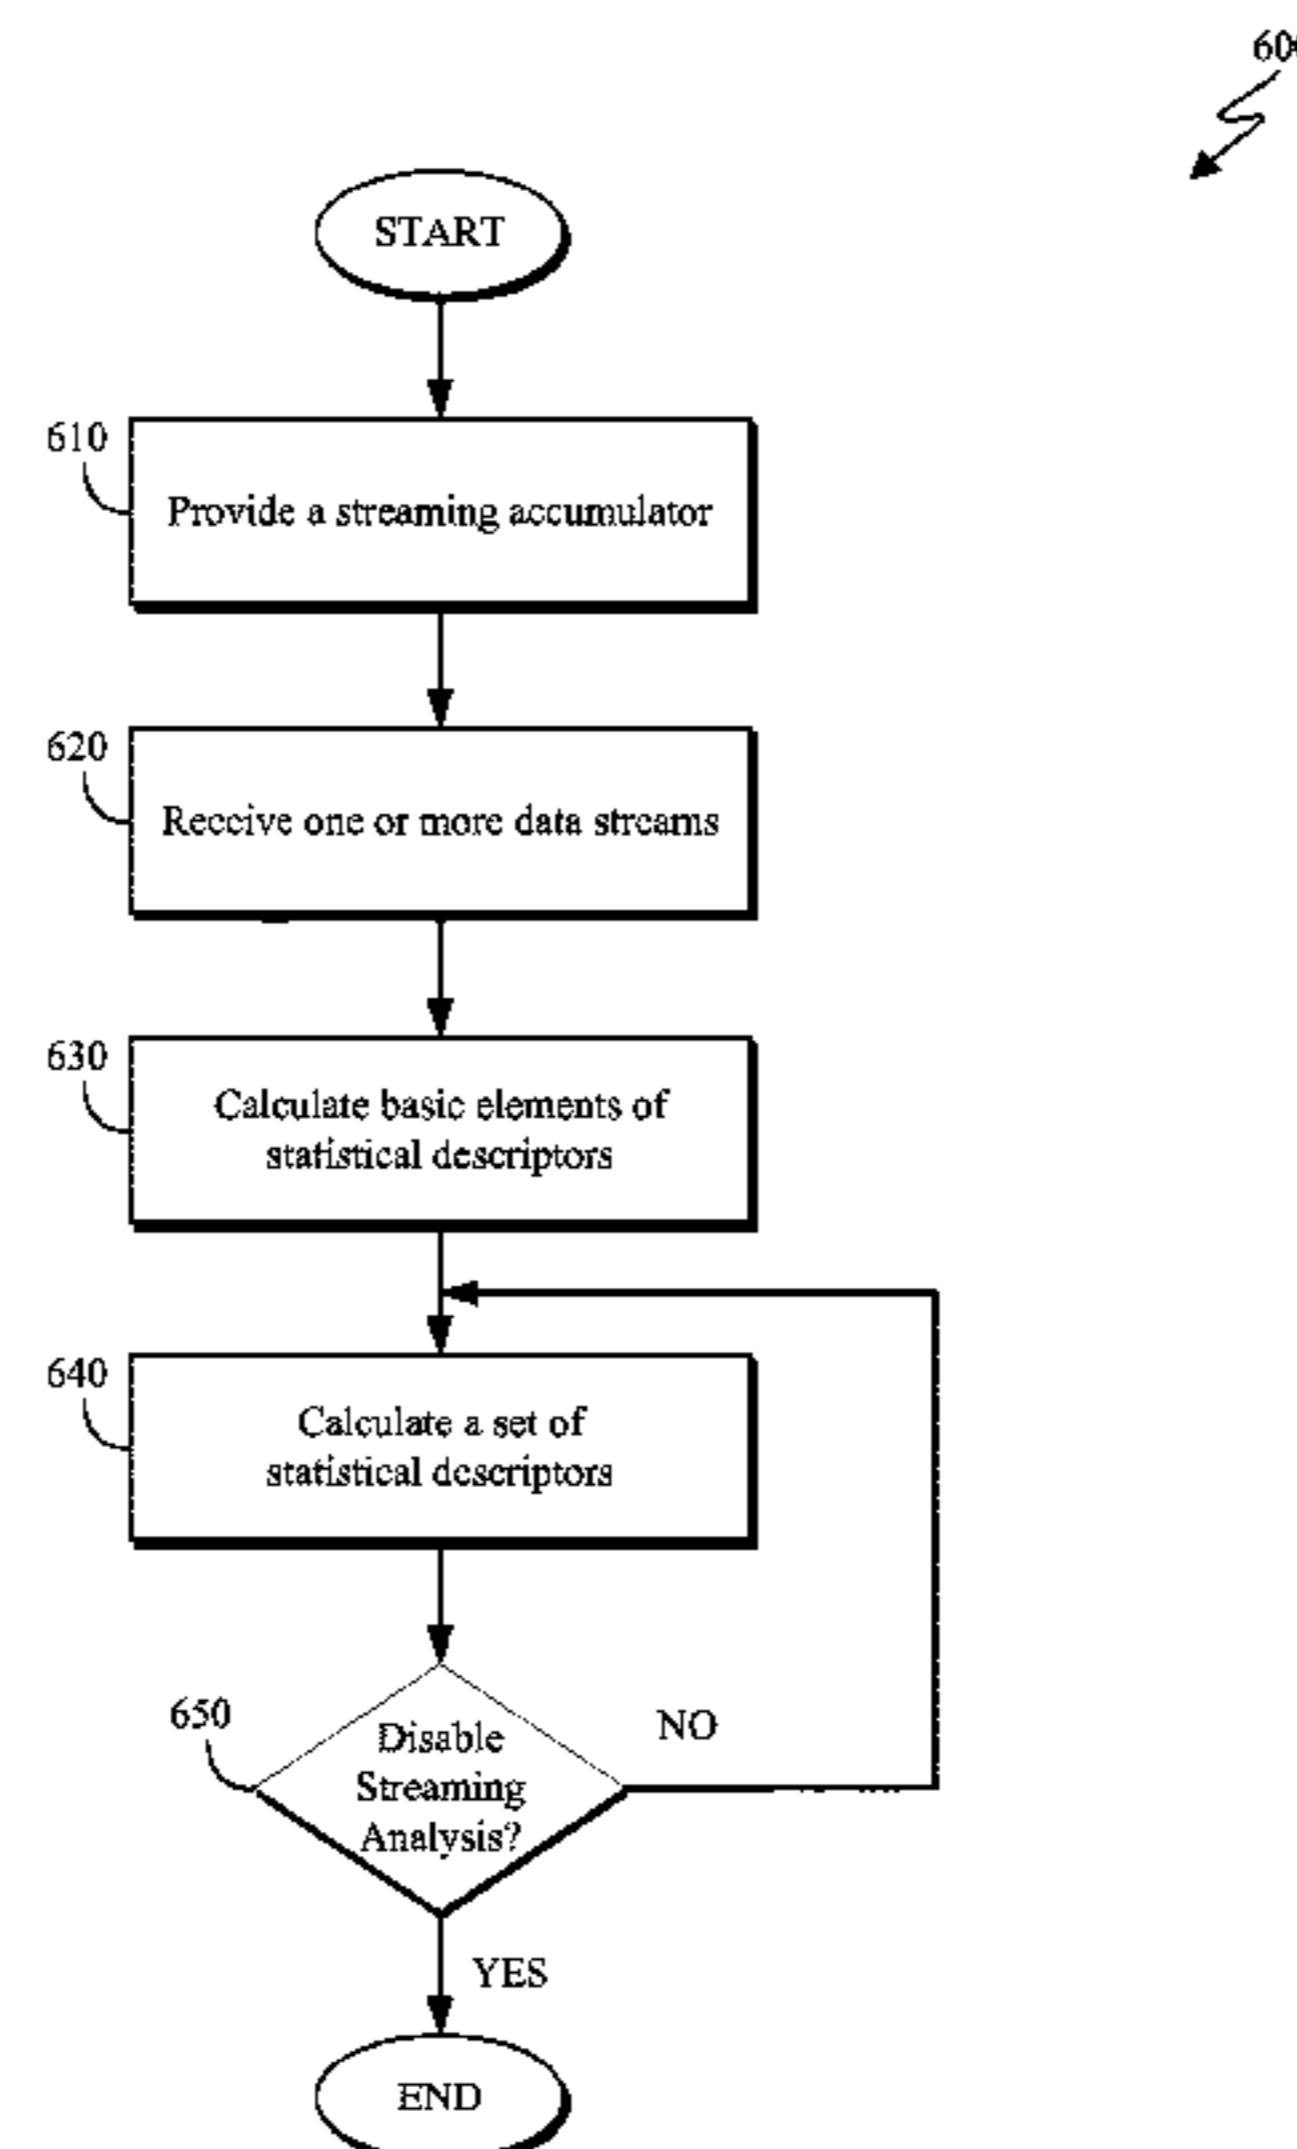 600
START
610
Provide a streaming accumulator
620
Receive one or more data streams
630
Calculate basic elements of
statistical descriptors
640
Calculate a set of
statistical descriptors
650
Disable
Streaming
Analysis?
NO
YES
END